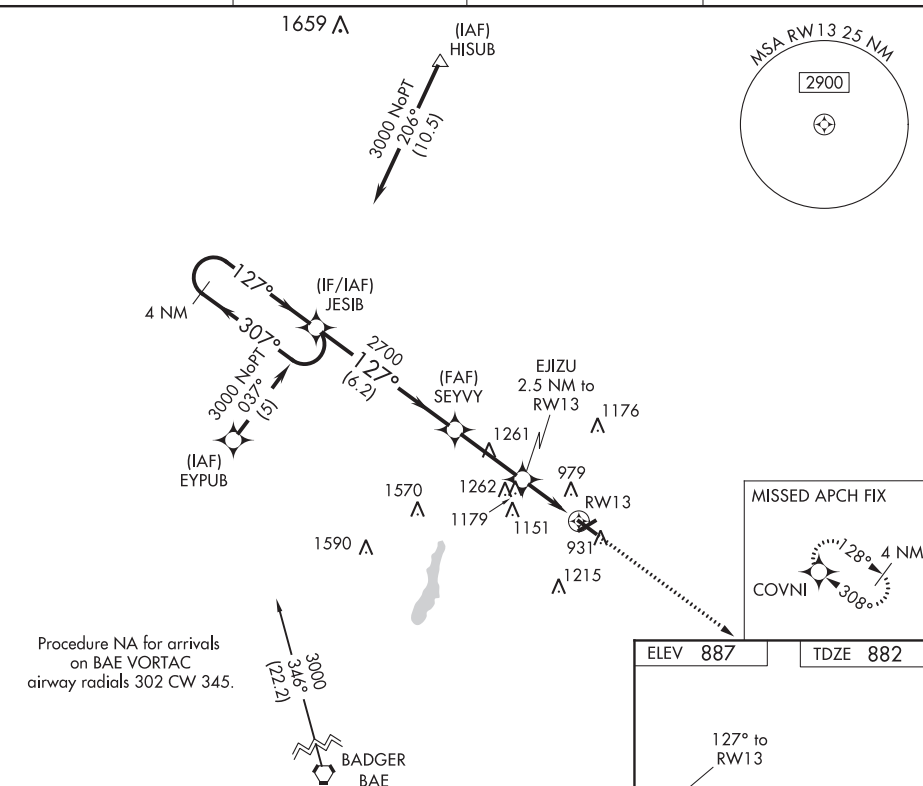 1659
(IAF)
HISUB
MSA RW13 25 NM
2900
3000 NoPT
206°
(10.5)
127°
(IF/IAF)
JESIB
4 NM
307°
2700
127°
(6.2)
3000 NoPT
037°
(5)
(IAF)
EYPUB
(FAF)
SEYVY
EJIZU
2.5 NM to
RW13
1176
1261
1570
1262
979
RW13
1179
1151
1590
931
1215
MISSED APCH FIX
128°
4 NM
COVNI
308°
Procedure NA for arrivals
on BAE VORTAC
airway radials 302 CW 345.
3000
346°
(22.2)
BADGER
BAE
ELEV 887
TDZE 882
127° to
RW13